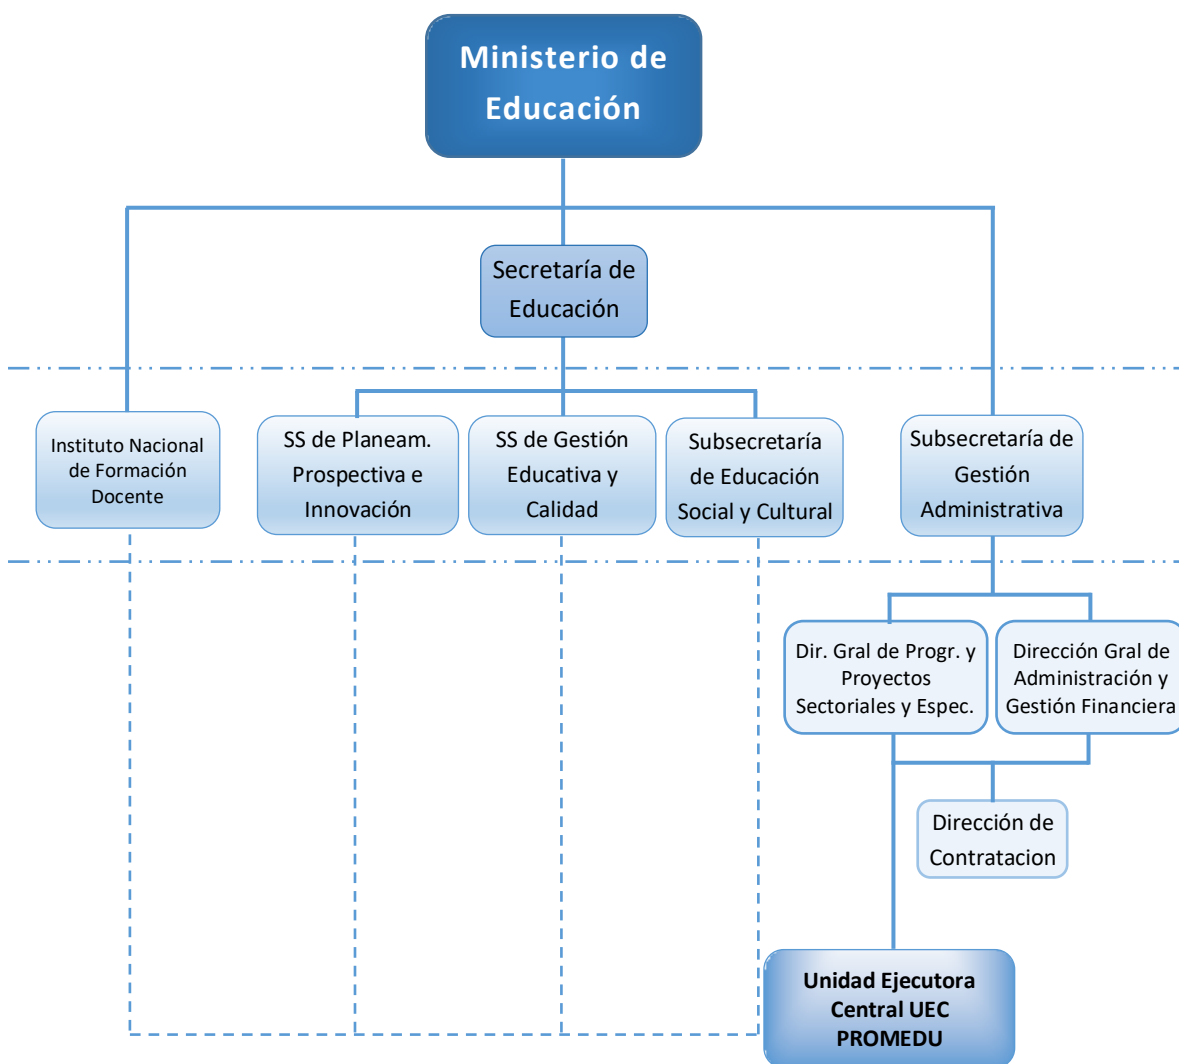 Ministerio de
Educación
Secretaría de
Educación
Instituto Nacional
de Formación
Docente
SS de Planeam.
Prospectiva e
Innovación
SS de Gestión
Educativa y
Calidad
Subsecretaría
de Educación
Social y Cultural
Subsecretaría de
Gestión
Administrativa
Dir. Gral de Progr. y
Proyectos
Sectoriales y Espec.
Dirección Gral de
Administración y
Gestión Financiera
Dirección de
Contratacion
Unidad Ejecutora
Central UEC
PROMEDU